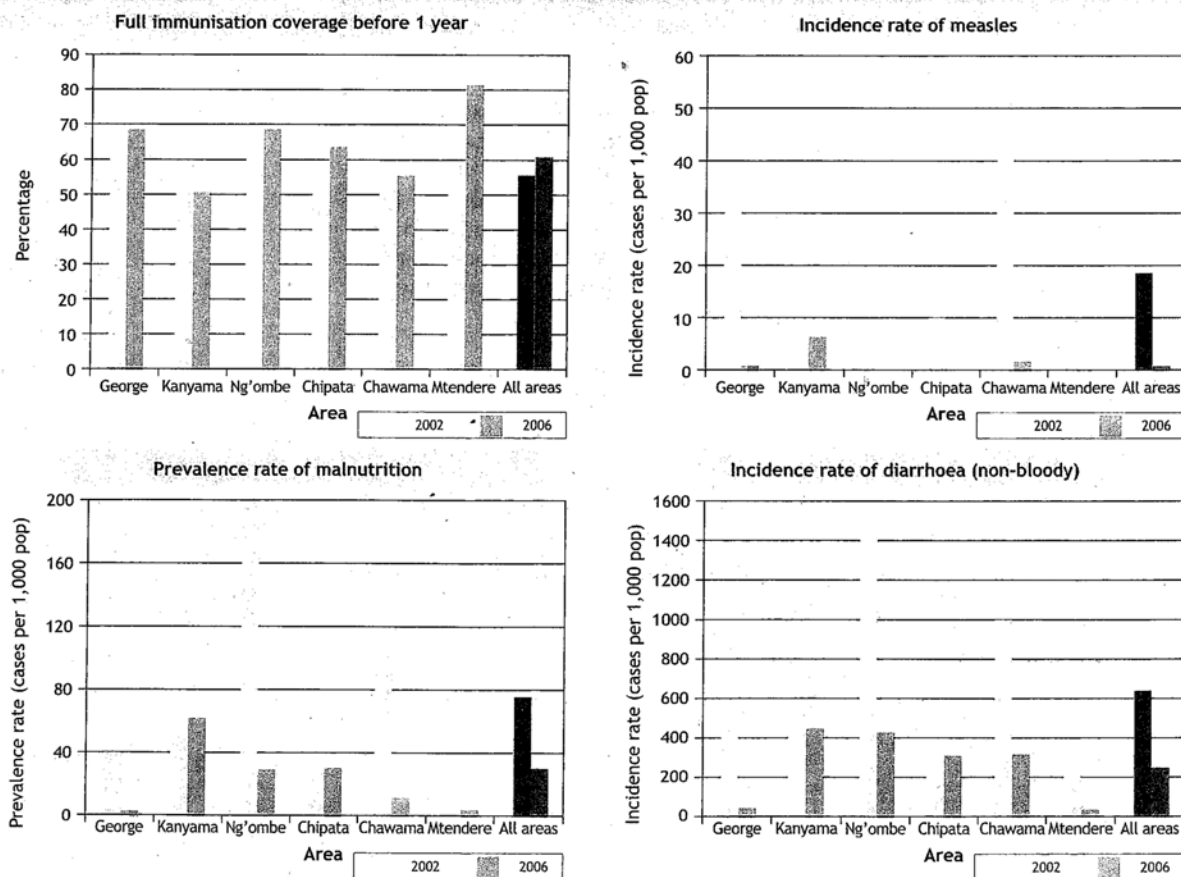 Full immunisation coverage before 1 year
Percentage
90
80
70
60
50
40
30
20
10
0
George Kanyama Ng'ombe Chipata Chawama Mtendere All areas
Area
2002 2006
Incidence rate of measles
Incidence rate (cases per 1,000 pop)
60
50
40
30
20
10
0
George Kanyama Ng'ombe Chipata Chawama Mtendere All areas
Area
2002 2006
Prevalence rate of malnutrition
Prevalence rate (cases per 1,000 pop)
200
160
120
80
40
0
George Kanyama Ng'ombe Chipata Chawama Mtendere All areas
Area
2002 2006
Incidence rate of diarrhoea (non-bloody)
Incidence rate (cases per 1,000 pop)
1600
1400
1200
1000
800
600
400
200
0
George Kanyama Ng'ombe Chipata Chawama Mtendere All areas
Area
2002 2006